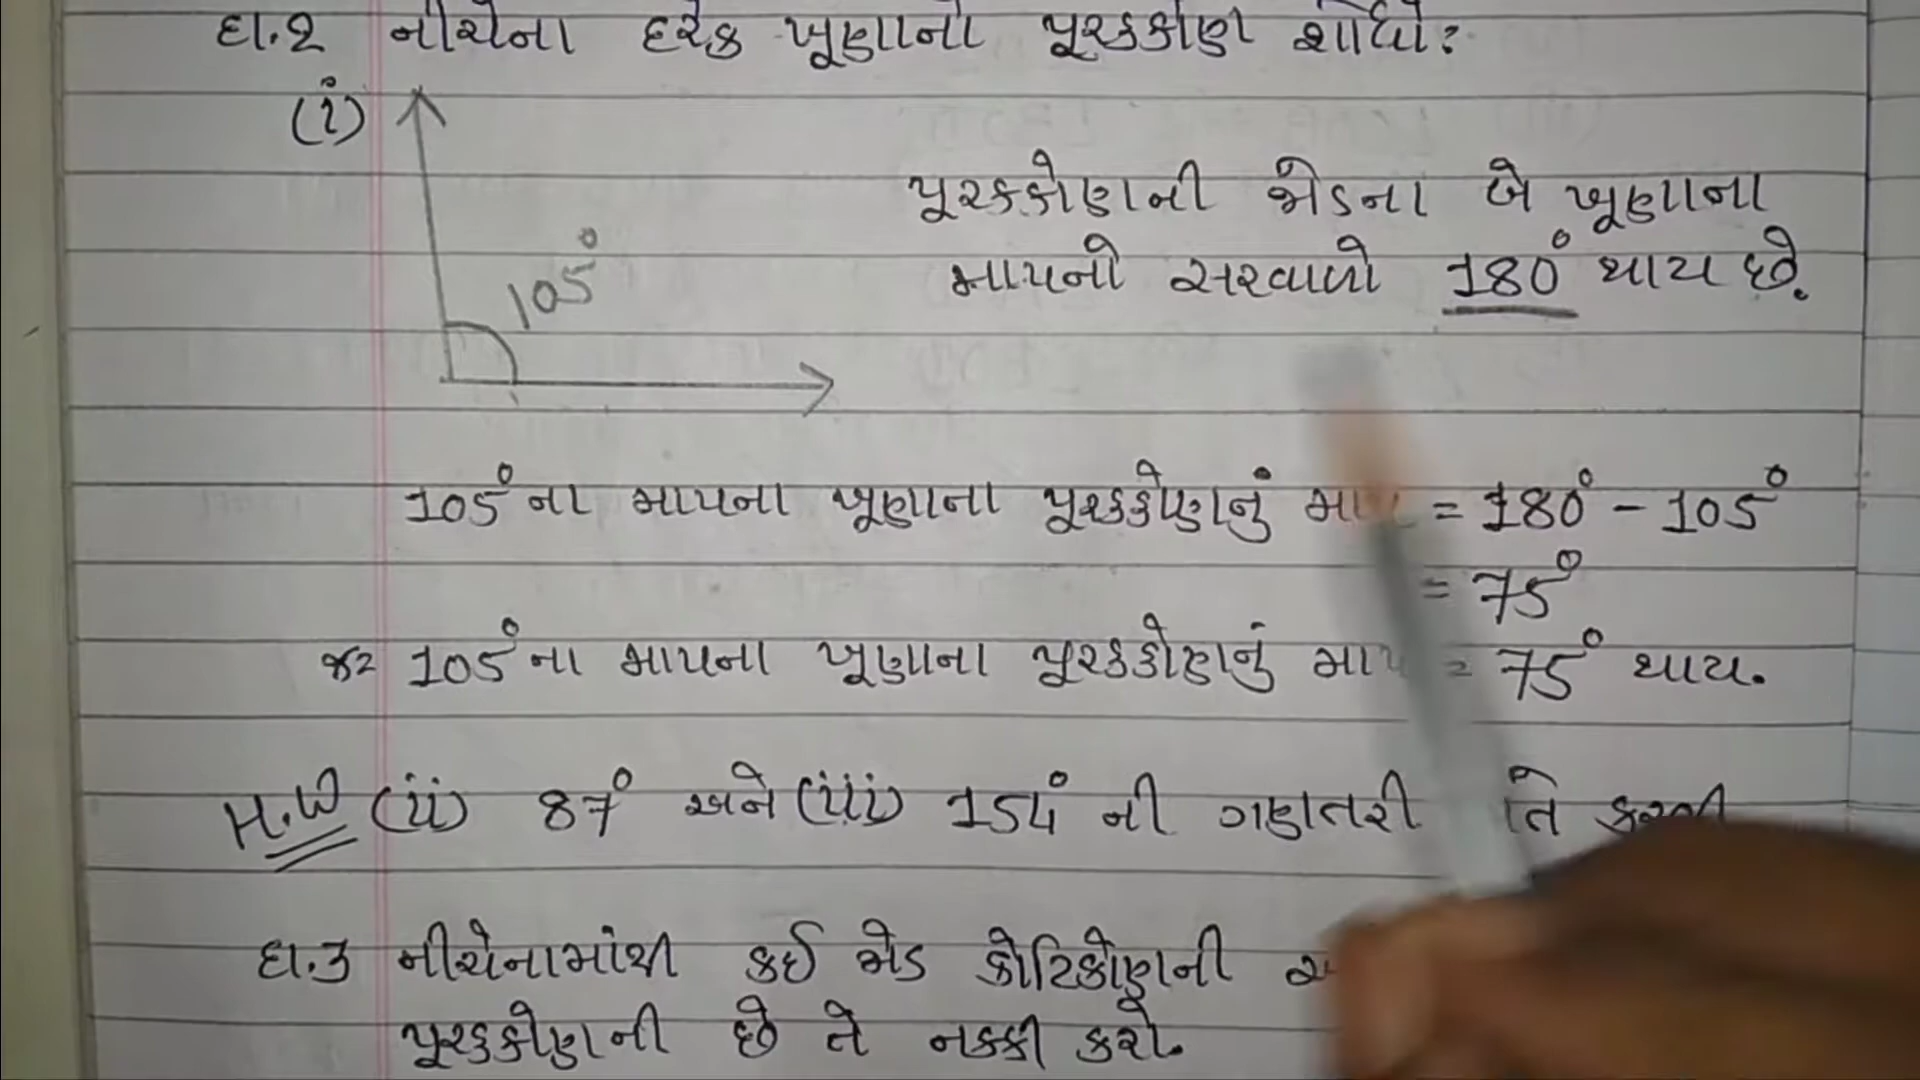 દા.૨ નીચેના દરેક ખૂણાનો પૂરકકોણ શોધો:
(i)
105°
પૂરકકોણની જોડના બે ખૂણાના
માપનો સરવાળો 180° થાય છે.
105° ના માપના ખૂણાના પૂરકકોણનું = 180° - 105°
= 75°
105° ના માપના ખૂણાના પૂરકકોણનું = 75° થાય.
H.W (ii) 87° અને (iii) 154° ની ગણતરી
દા.૩ નીચેનામાંથી કઈ જોડ કોટિકોણની
પૂરકકોણની છે તે નક્કી કરો.